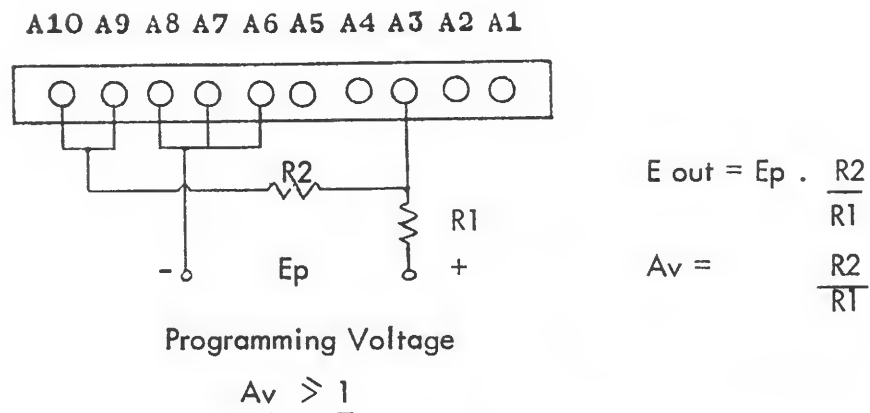 A10 A9 A8 A7 A6 A5 A4 A3 A2 A1
R2
R1
- Ep +
Programming Voltage
Av ⩾ 1
E out = Ep . R2
R1
Av = R2
R1